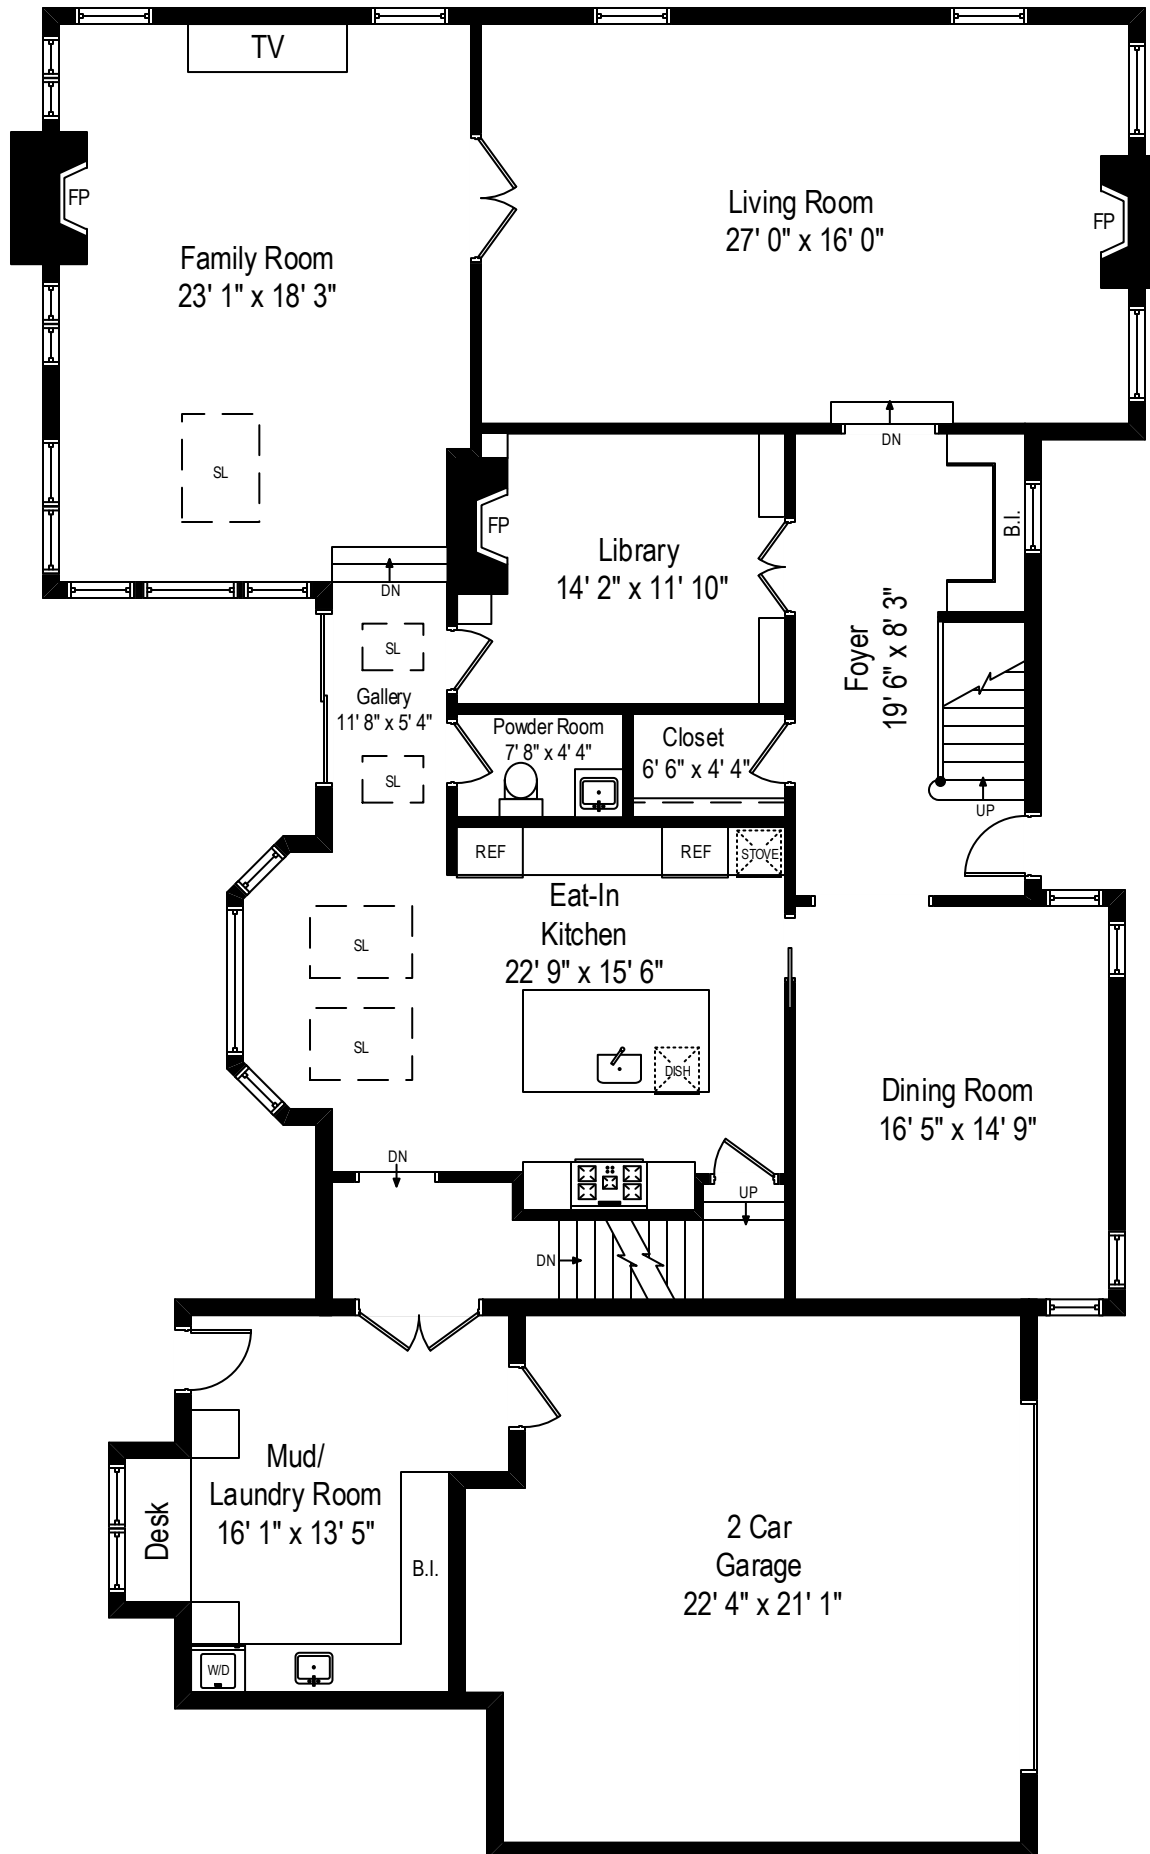 TV
FP
Family Room
23' 1" x 18' 3"
SL
Living Room
27' 0" x 16' 0"
FP
DN
DN
FP
Library
14' 2" x 11' 10"
B.I.
Foyer
19' 6" x 8' 3"
UP
SL
Gallery
11' 8" x 5' 4"
SL
Powder Room
7' 8" x 4' 4"
Closet
6' 6" x 4' 4"
REF
REF
STOVE
Eat-In
Kitchen
22' 9" x 15' 6"
SL
SL
DISH
Dining Room
16' 5" x 14' 9"
DN
UP
DN
Mud/
Laundry Room
16' 1" x 13' 5"
Desk
B.I.
W/D
2 Car
Garage
22' 4" x 21' 1"